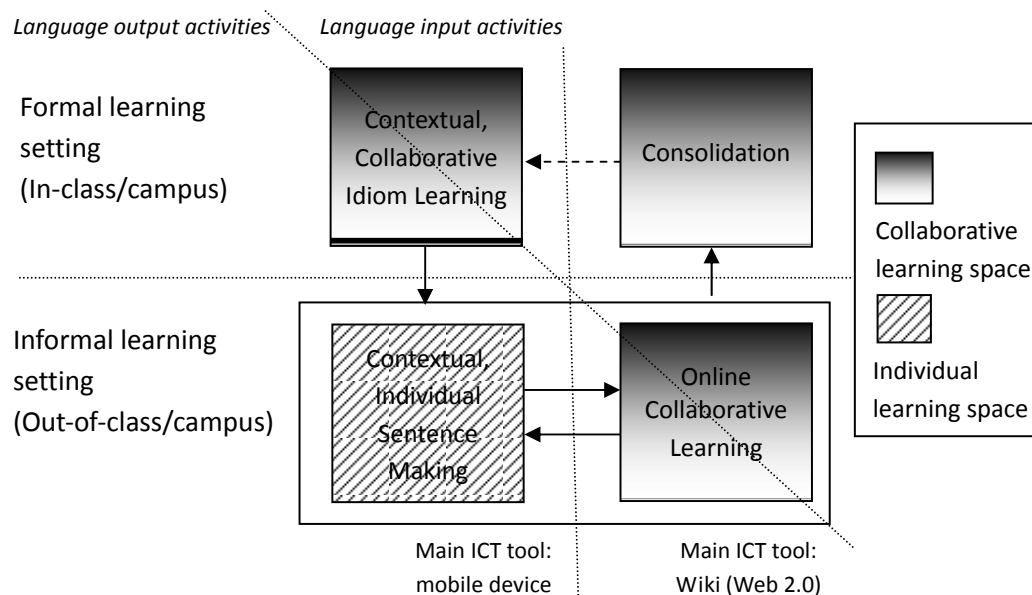 Language output activities
Language input activities
Formal learning
setting
(In-class/campus)
Contextual,
Collaborative
Idiom Learning
Consolidation
Collaborative
learning space
Individual
learning space
Informal learning
setting
(Out-of-class/campus)
Contextual,
Individual
Sentence
Making
Online
Collaborative
Learning
Main ICT tool:
mobile device
Main ICT tool:
Wiki (Web 2.0)